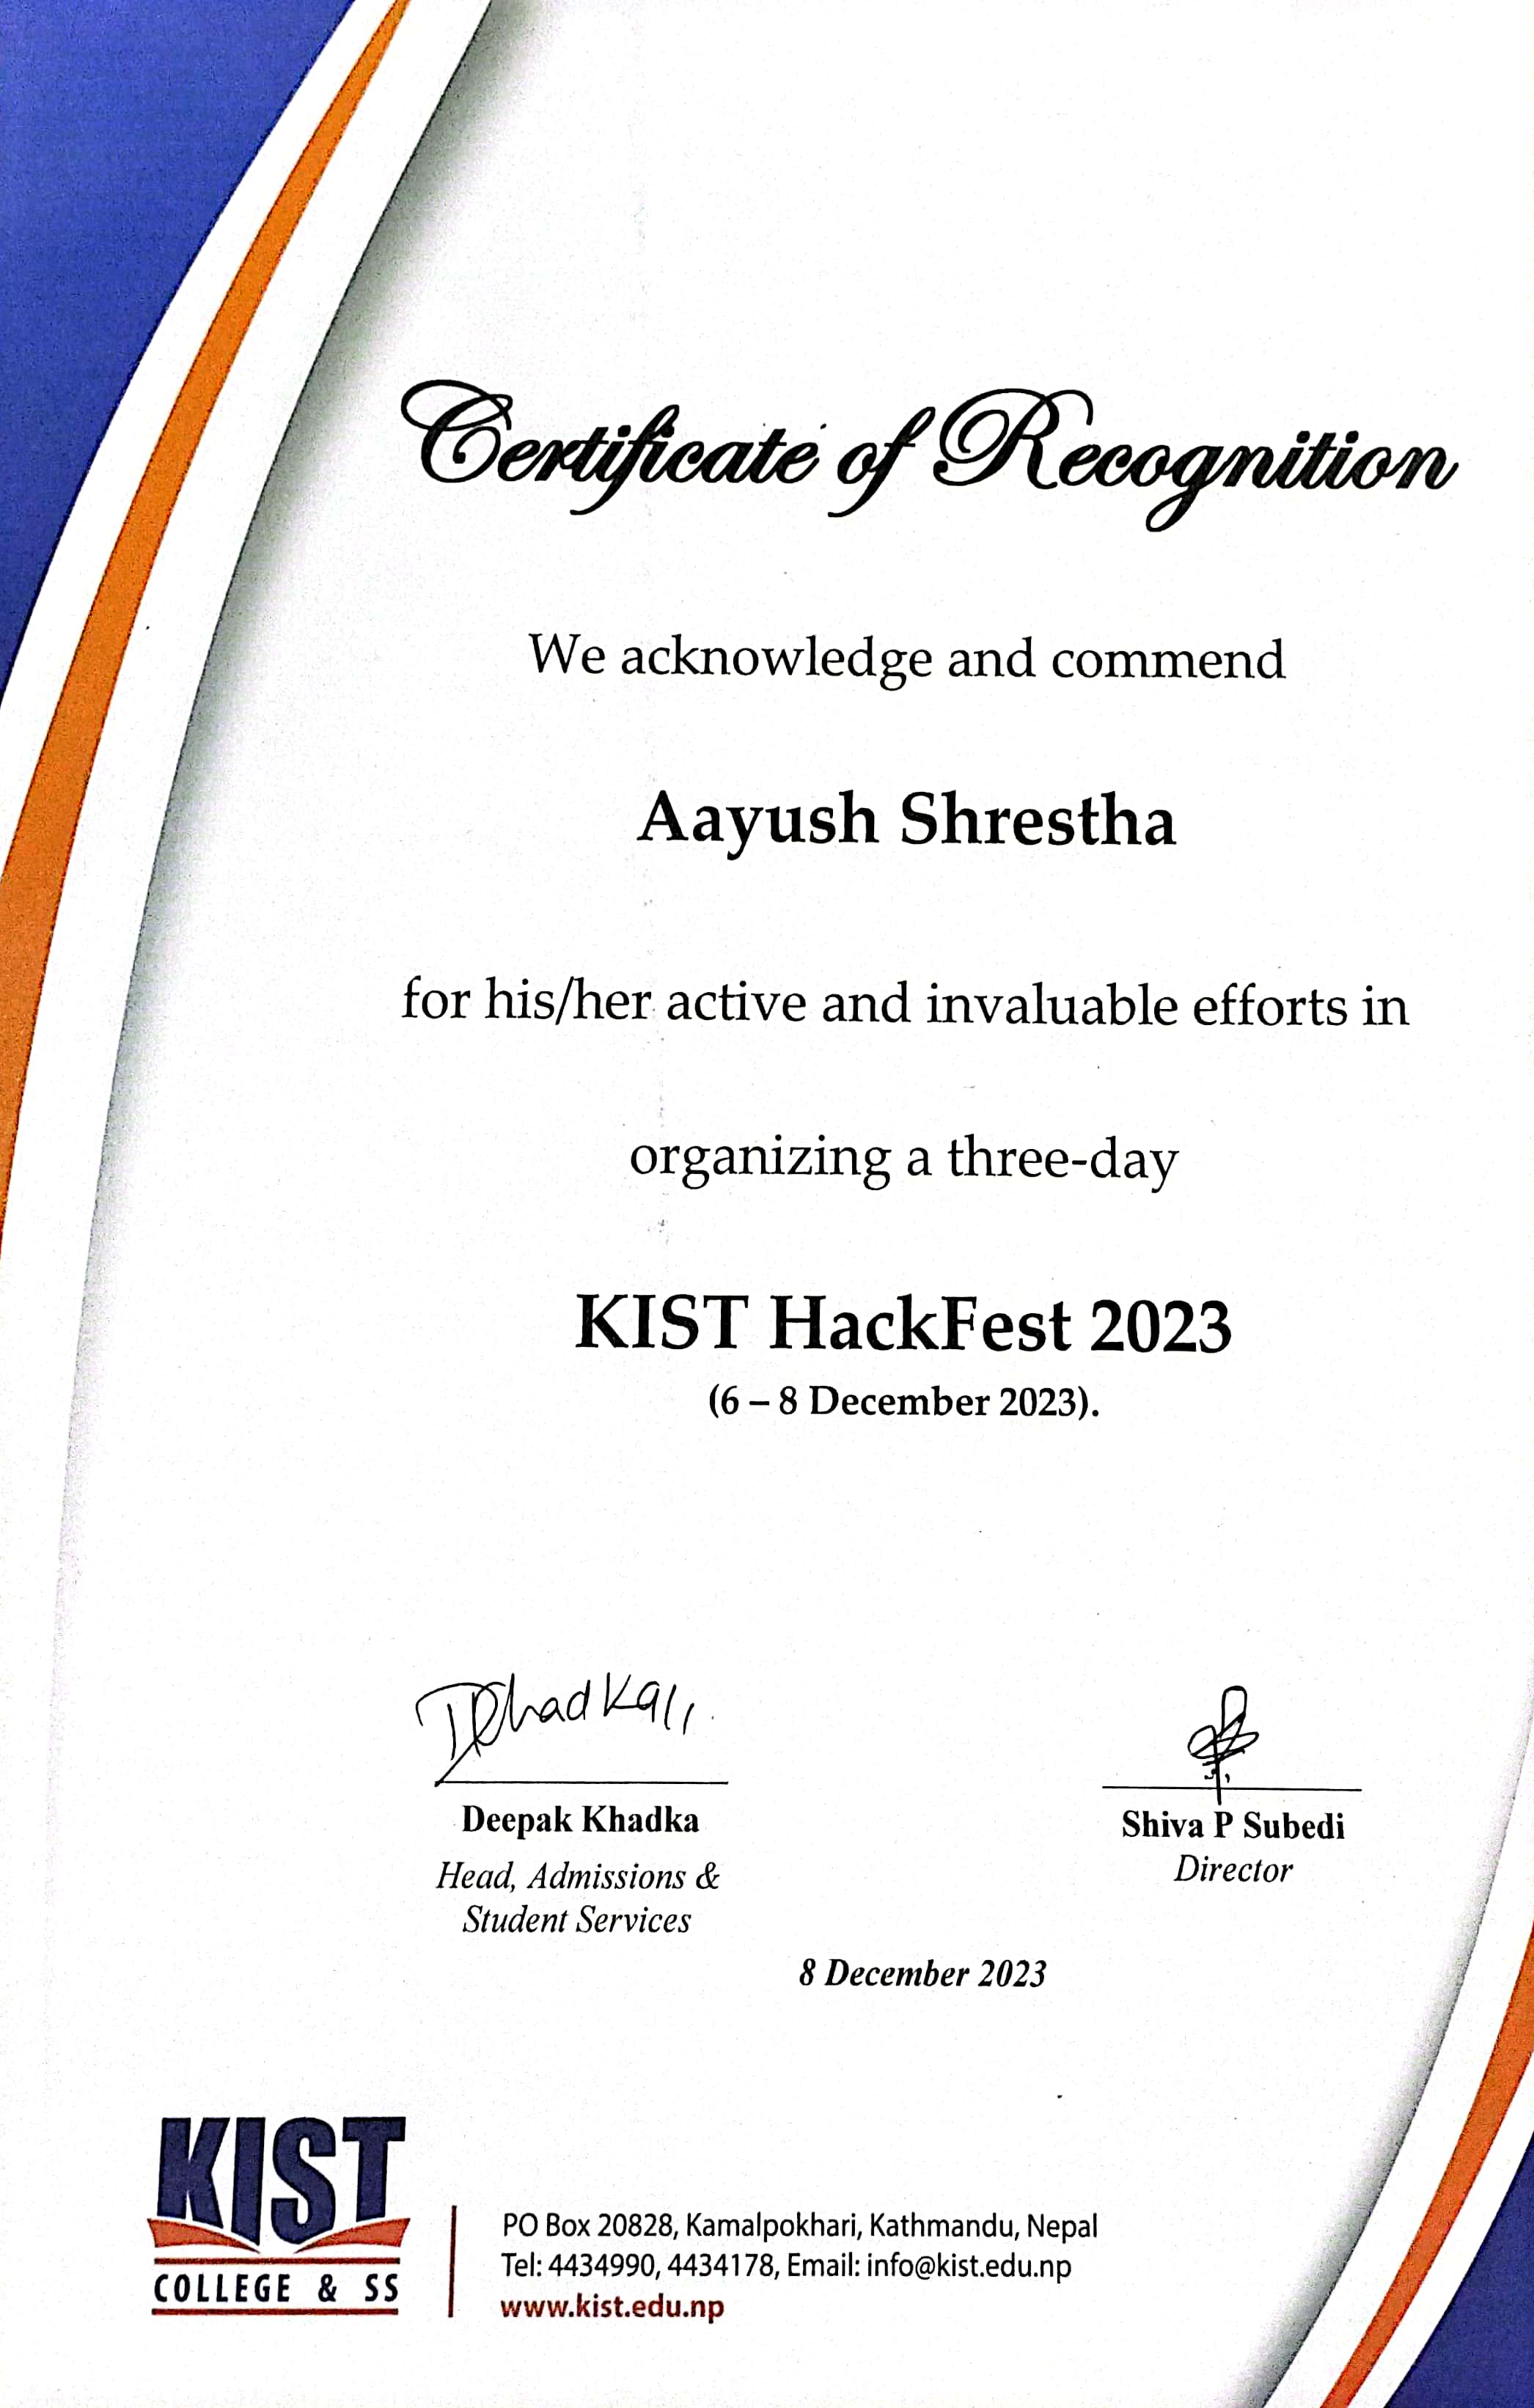 Certificate of Recognition
We acknowledge and commend
Aayush Shrestha
for his/her active and invaluable efforts in
organizing a three-day
KIST HackFest 2023
(6 – 8 December 2023).
Deepak Khadka
Head, Admissions &
Student Services
Shiva P Subedi
Director
8 December 2023
KIST
COLLEGE & SS
PO Box 20828, Kamalpokhari, Kathmandu, Nepal
Tel: 4434990, 4434178, Email: info@kist.edu.np
www.kist.edu.np